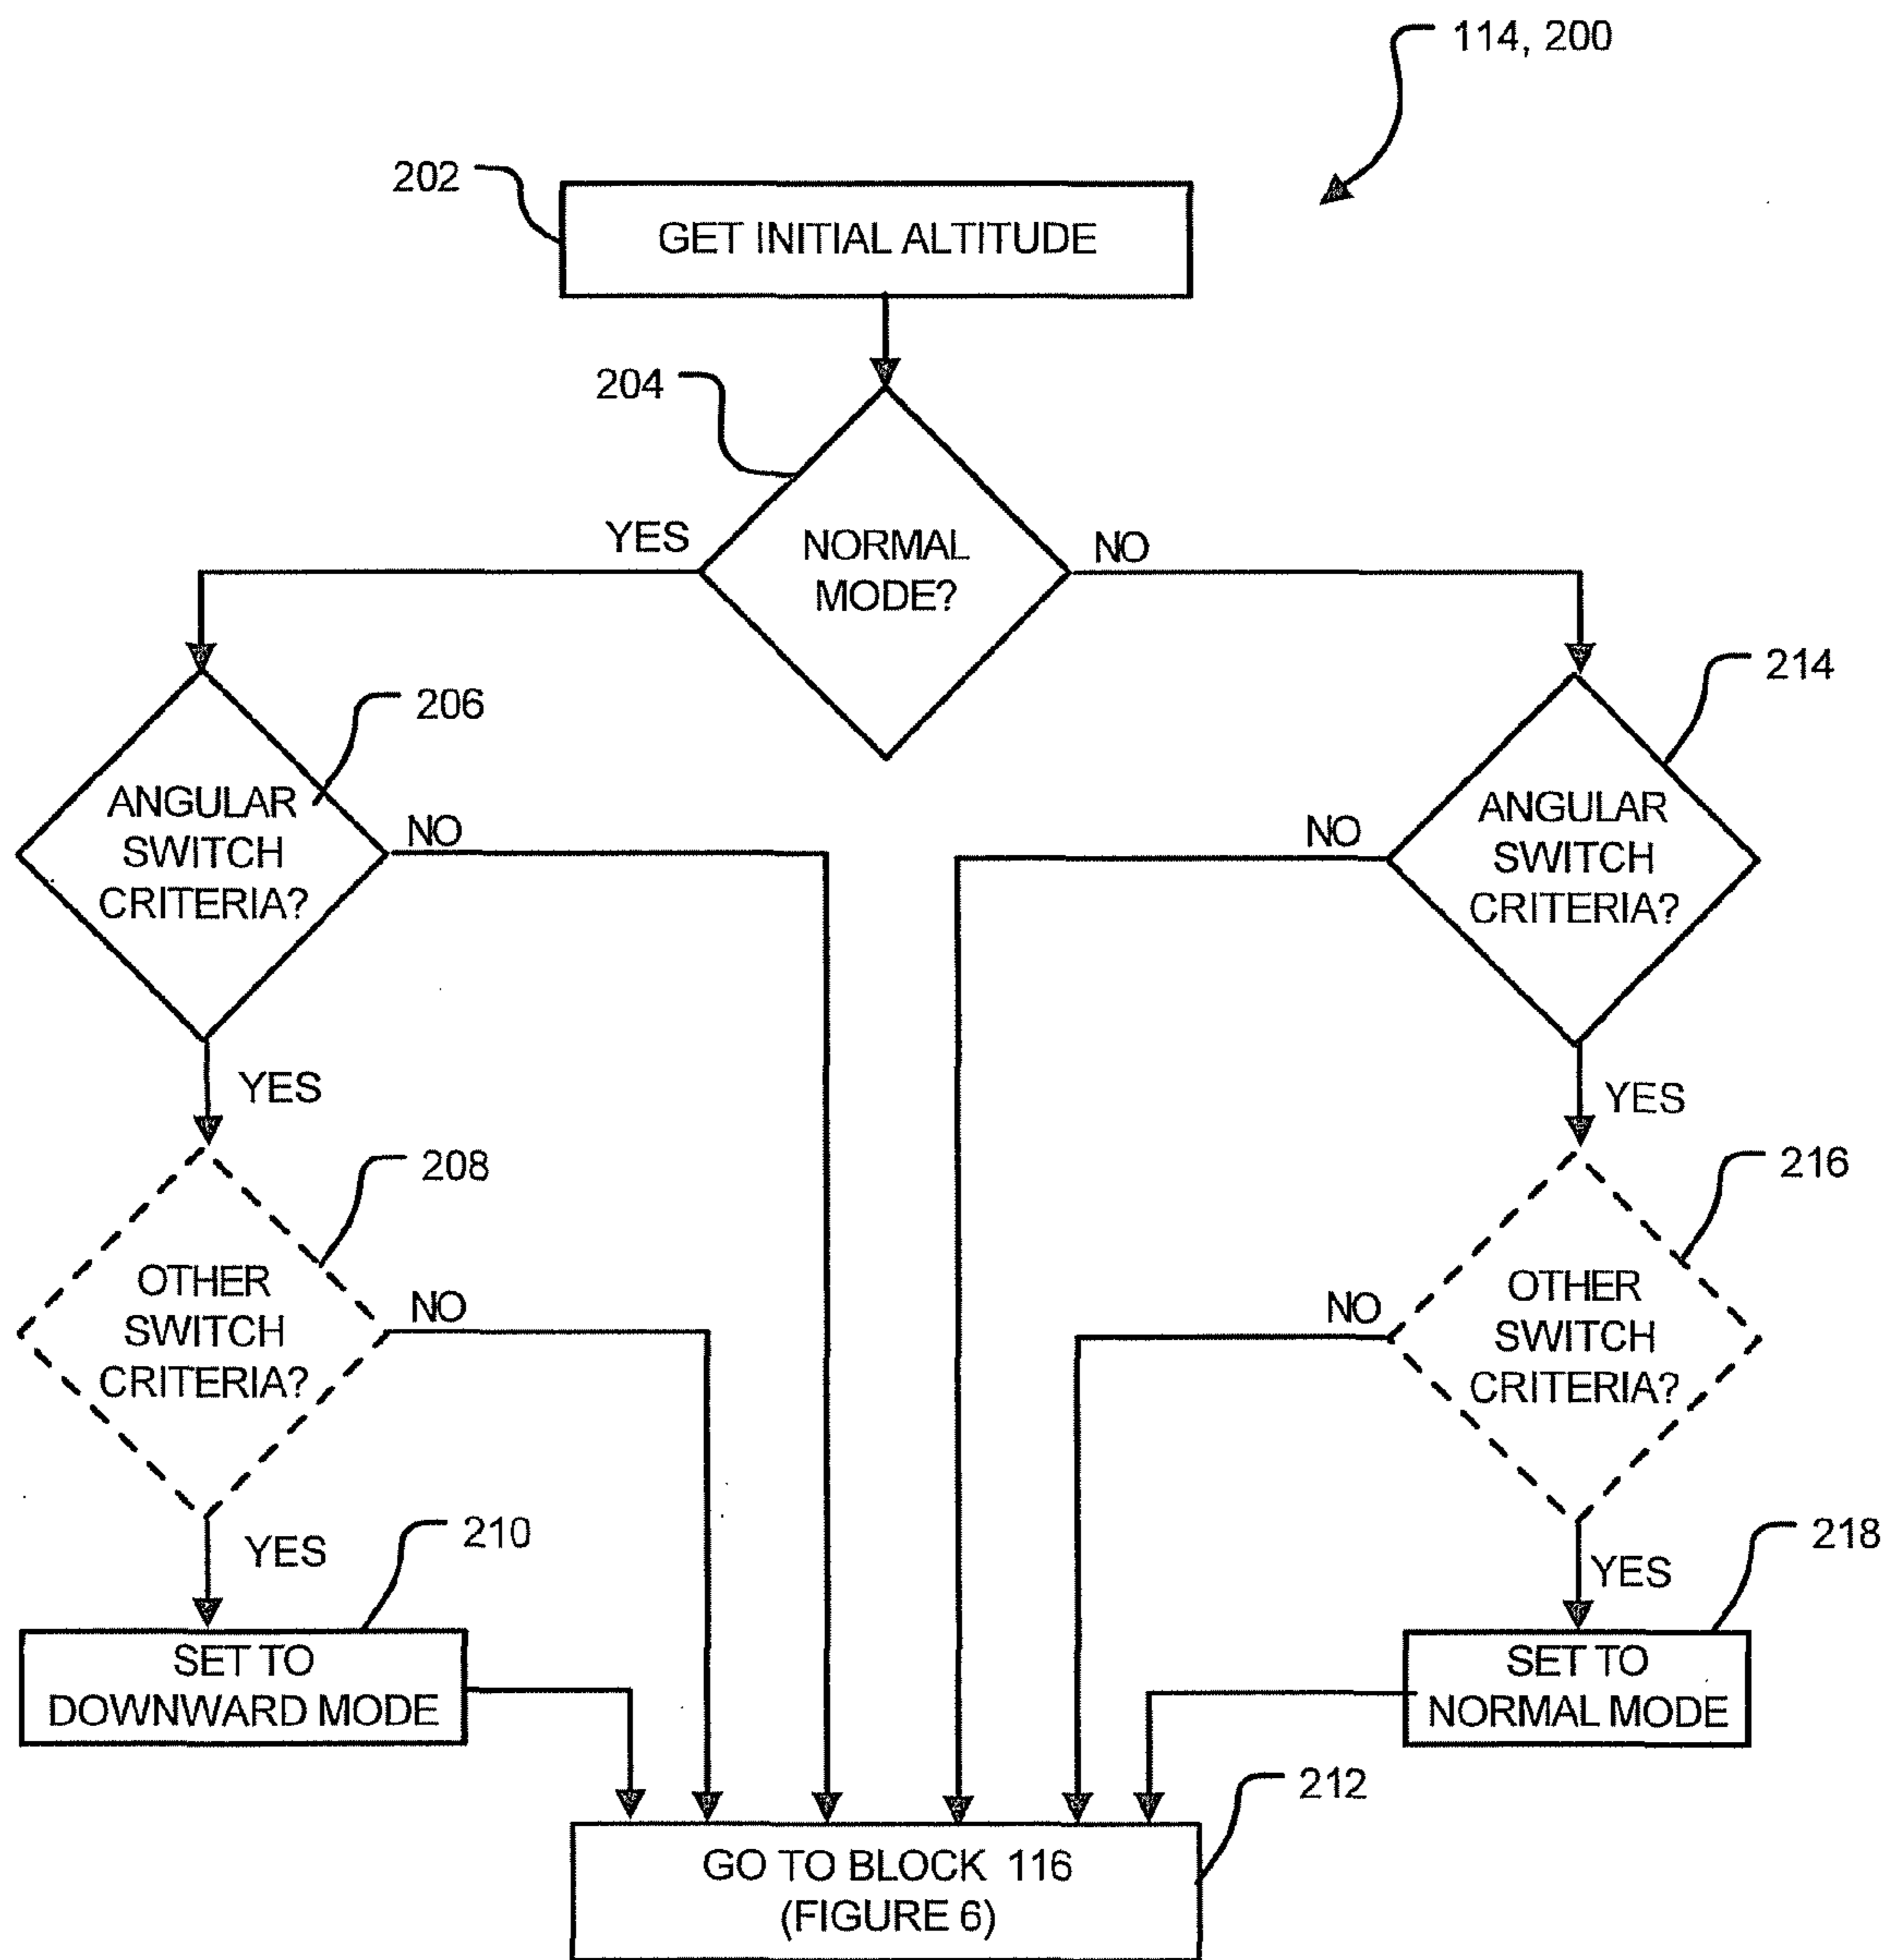 114, 200
202
GET INITIAL ALTITUDE
204
YES
NORMAL
MODE?
NO
206
214
ANGULAR
SWITCH
CRITERIA?
NO
NO
ANGULAR
SWITCH
CRITERIA?
YES
YES
208
216
OTHER
SWITCH
CRITERIA?
NO
NO
OTHER
SWITCH
CRITERIA?
YES
210
YES
218
SET TO
DOWNWARD MODE
SET TO
NORMAL MODE
212
GO TO BLOCK 116
(FIGURE 6)